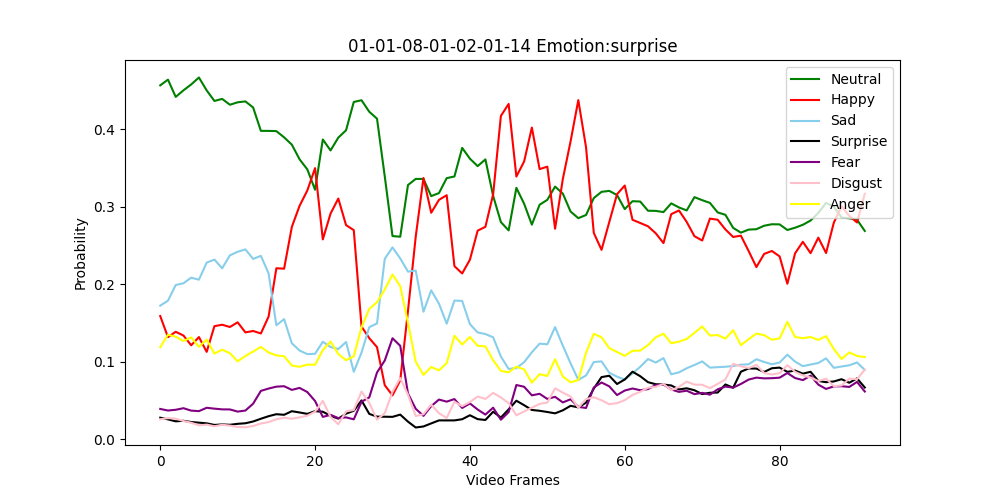 01-01-08-01-02-01-14 Emotion:surprise
Probability
0.4
0.3
0.2
0.1
0.0
0
20
40
60
80
Video Frames
Neutral
Happy
Sad
Surprise
Fear
Disgust
Anger